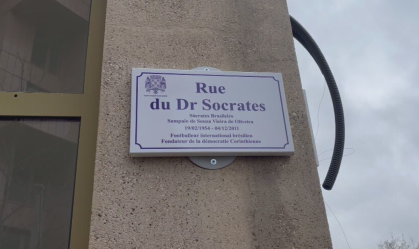 Rue
du Dr Socrates
Socrates Brasileiro
Sampaio de Souza Vieira de Oliveira
19/02/1954 - 04/12/2011
Footballeur international brésilien
Fondateur de la démocratie Corinthienne